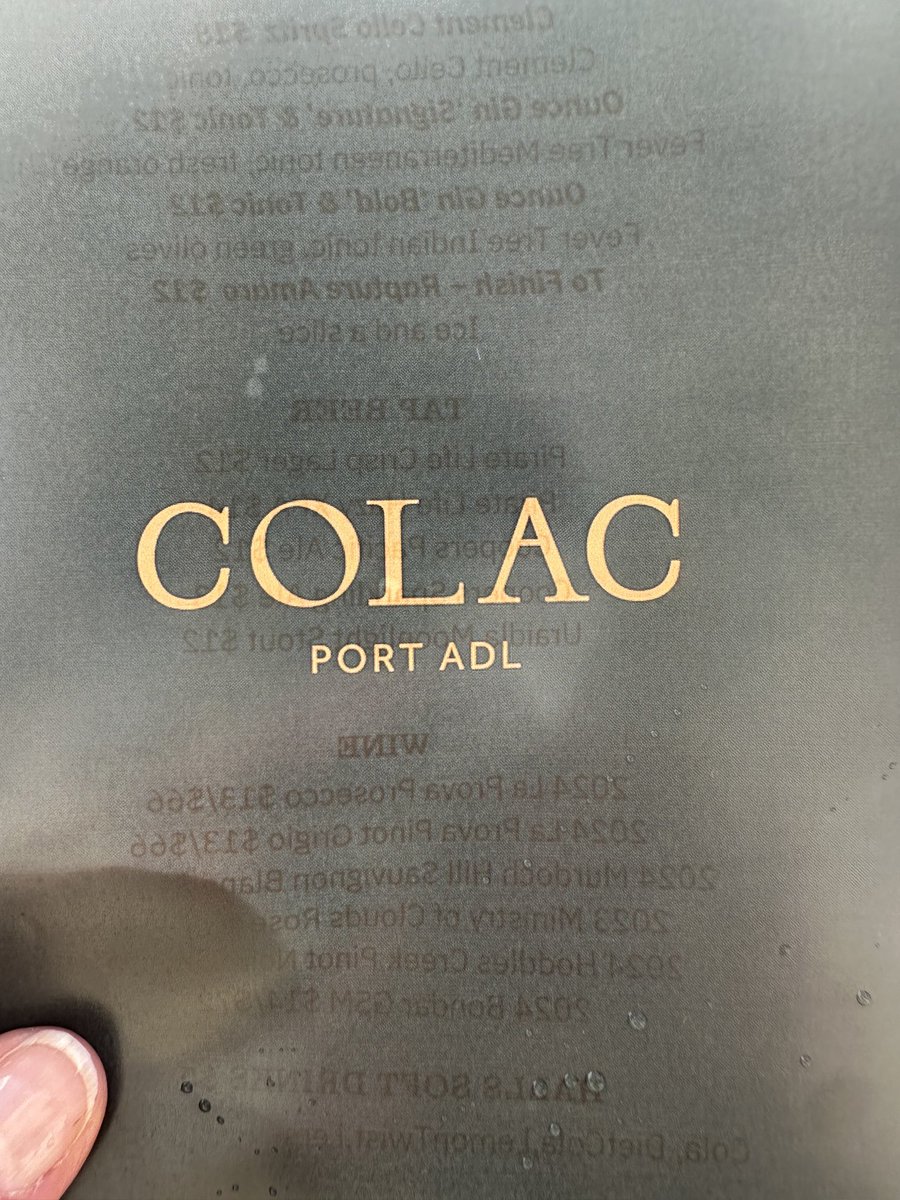 Clement Cello Spritz
Clement Cello, prosecco, tonic
Ounce Gin 'Signature' & Tonic $12
Fever Tree Mediterranean tonic, fresh orange
Ounce Gin 'Bold' & Tonic $12
Fever Tree Indian tonic, green olives
To Finish – Rapture Amaro $12
Ice and a slice
TAP BEER
Pirate Life Crisp Lager $12
COLAC
Uraidla Moonlight Stout $12
PORT ADL
WINE
2024 La Prova Prosecco $13/$66
2024 La Prova Pinot Grigio $13/$66
2024 Murdoch Hill Sauvignon
2023 Ministry of Clouds
2024 Hoddles Creek Pinot
2024 Bondar GSM
SOFT
Cola, DietCola,